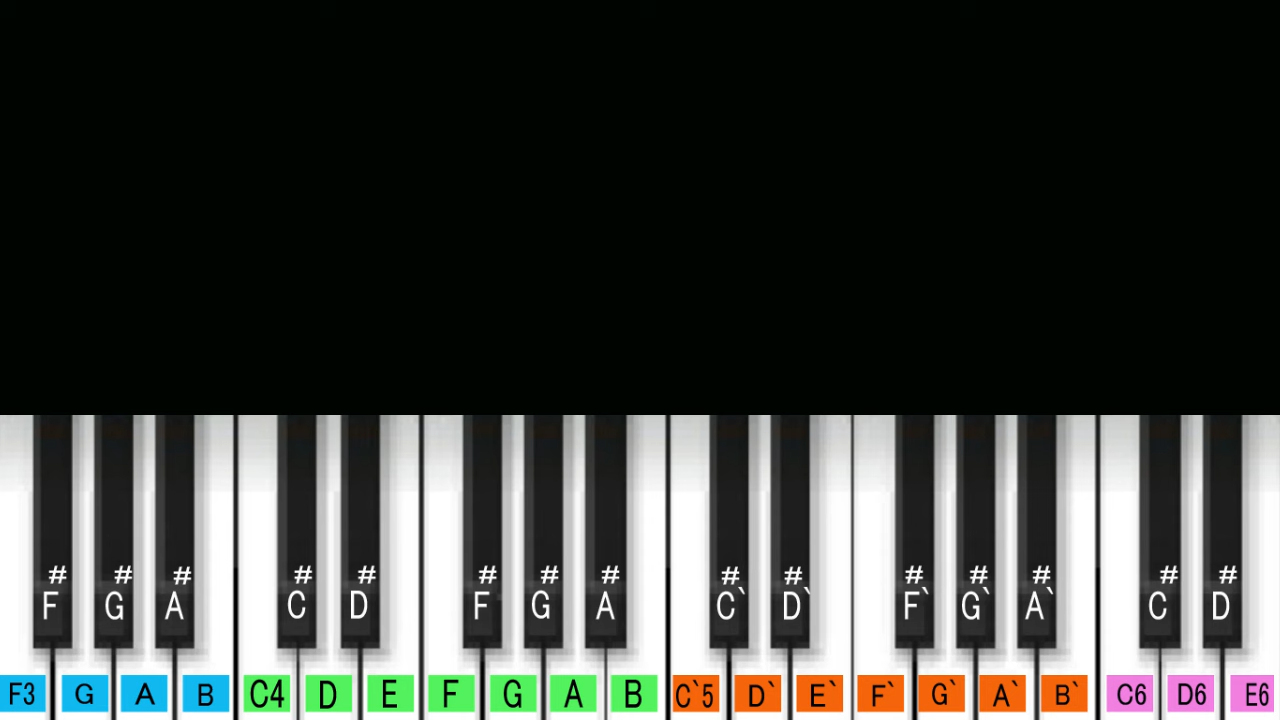 # # # # # # # # # # # # # # #
F G A C D F G A C` D` F` G` A` C D
F3 G A B C4 D E F G A B C`5 D` E` F` G` A` B` C6 D6 E6